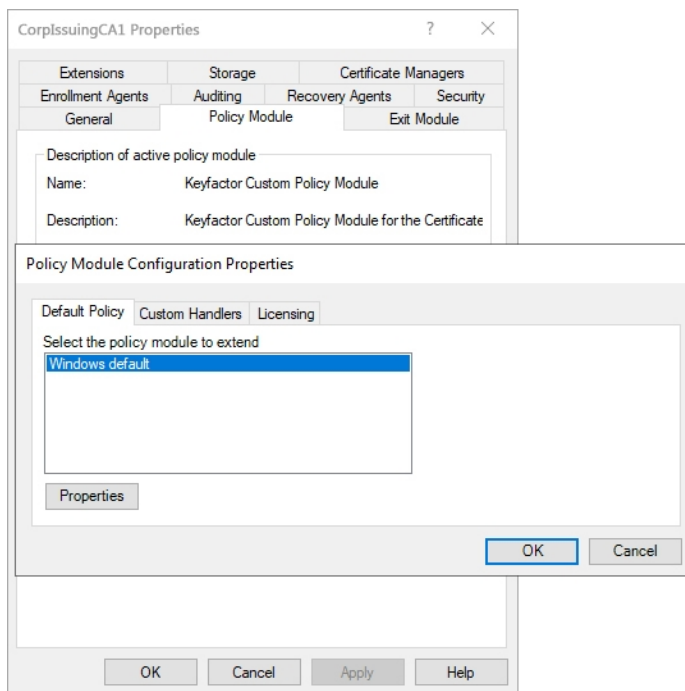 CorpIssuingCA1 Properties
?
Extensions Storage Certificate Managers
Enrollment Agents Auditing Recovery Agents Security
General Policy Module Exit Module
Description of active policy module
Name: Keyfactor Custom Policy Module
Description: Keyfactor Custom Policy Module for the Certificate
Policy Module Configuration Properties
Default Policy Custom Handlers Licensing
Select the policy module to extend
Windows default
Properties
OK Cancel
OK Cancel Apply Help